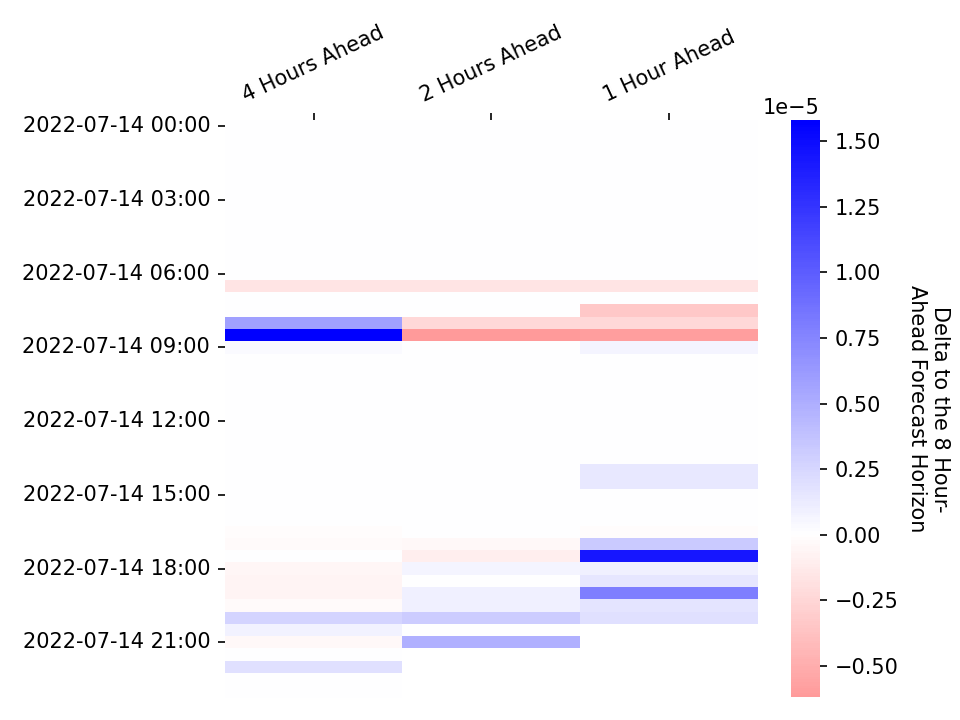 4 Hours Ahead
2 Hours Ahead
1 Hour Ahead
2022-07-14 00:00
2022-07-14 03:00
2022-07-14 06:00
2022-07-14 09:00
2022-07-14 12:00
2022-07-14 15:00
2022-07-14 18:00
2022-07-14 21:00
1e−5
1.50
1.25
1.00
0.75
0.50
0.25
0.00
−0.25
−0.50
Delta to the 8 Hour-
Ahead Forecast Horizon